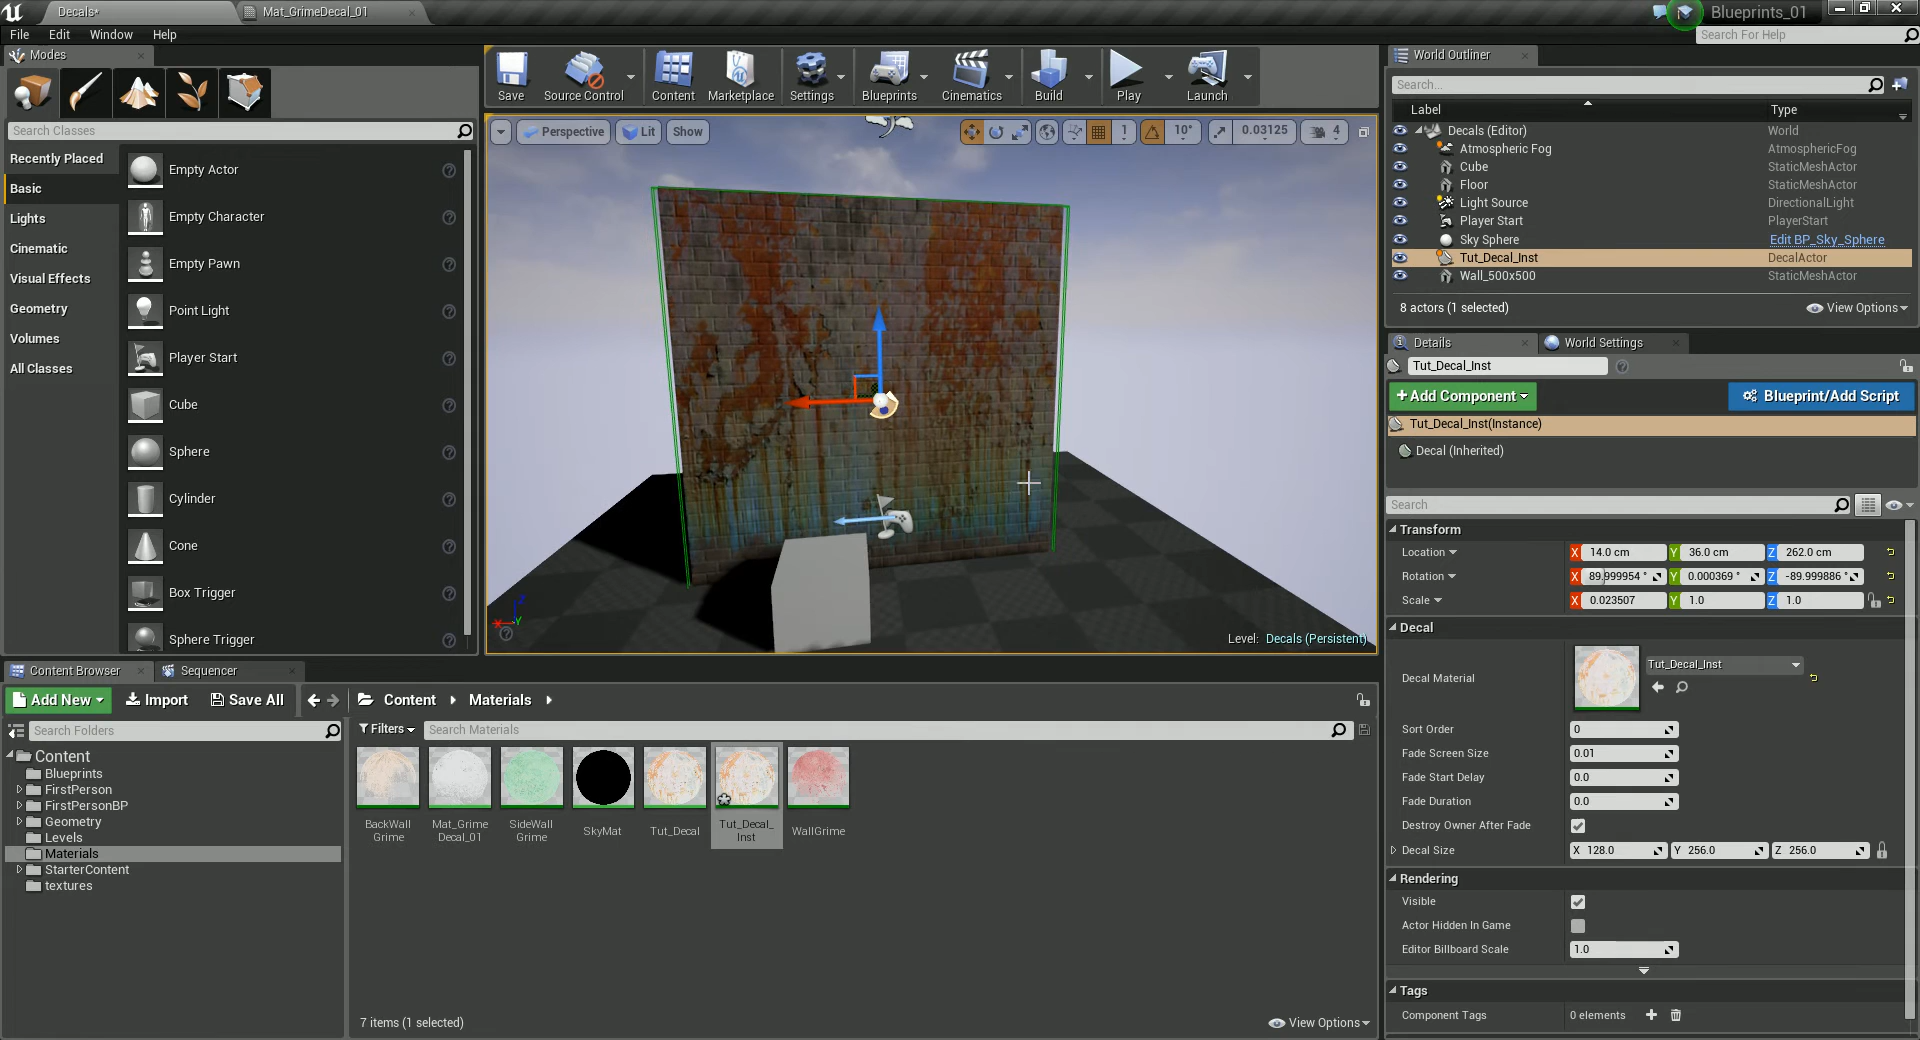 Decals*
Mat_GrimeDecal_01
Blueprints_01
File Edit Window Help
Search For Help
Modes
Search Classes
Recently Placed
Basic
Lights
Cinematic
Visual Effects
Geometry
Volumes
All Classes
Empty Actor
Empty Character
Empty Pawn
Point Light
Player Start
Cube
Sphere
Cylinder
Cone
Box Trigger
Sphere Trigger
Save
Source Control
Content
Marketplace
Settings
Blueprints
Cinematics
Build
Play
Launch
Perspective
Lit
Show
1
10°
0.03125
4
Level: Decals (Persistent)
World Outliner
Search...
Label Type
Decals (Editor) World
Atmospheric Fog AtmosphericFog
Cube StaticMeshActor
Floor StaticMeshActor
Light Source DirectionalLight
Player Start PlayerStart
Sky Sphere Edit BP_Sky_Sphere
Tut_Decal_Inst DecalActor
Wall_500x500 StaticMeshActor
8 actors (1 selected)
View Options
Details
World Settings
Tut_Decal_Inst
+Add Component
Blueprint/Add Script
Tut_Decal_Inst(Instance)
Decal (Inherited)
Search
Transform
Location X 14.0 cm Y 36.0 cm Z 262.0 cm
Rotation X 89.999954 ° Y 0.000369 ° Z -89.999886 °
Scale X 0.023507 Y 1.0 Z 1.0
Decal
Decal Material Tut_Decal_Inst
Sort Order 0
Fade Screen Size 0.01
Fade Start Delay 0.0
Fade Duration 0.0
Destroy Owner After Fade
Decal Size X 128.0 Y 256.0 Z 256.0
Rendering
Visible
Actor Hidden In Game
Editor Billboard Scale 1.0
Tags
Component Tags 0 elements
Content Browser
Sequencer
Add New
Import
Save All
Content
Materials
Search Folders
Filters
Search Materials
Content
Blueprints
FirstPerson
FirstPersonBP
Geometry
Levels
Materials
StarterContent
textures
BackWall
Grime
Mat_Grime
Decal_01
SideWall
Grime
SkyMat
Tut_Decal
Tut_Decal_
Inst
WallGrime
7 items (1 selected)
View Options